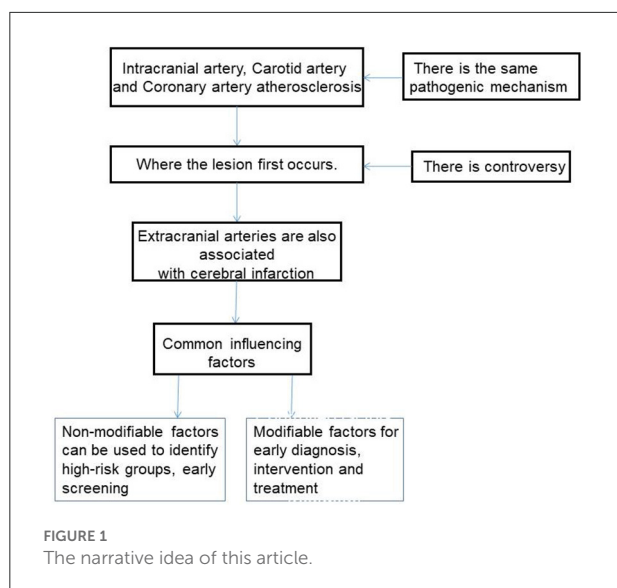 Intracranial artery, Carotid artery
and Coronary artery atherosclerosis
There is the same
pathogenic mechanism
Where the lesion first occurs.
There is controversy
Extracranial arteries are also
associated
with cerebral infarction
Common influencing
factors
Non-modifiable factors
can be used to identify
high-risk groups, early
screening
Modifiable factors for
early diagnosis,
intervention and
treatment
FIGURE 1
The narrative idea of this article.